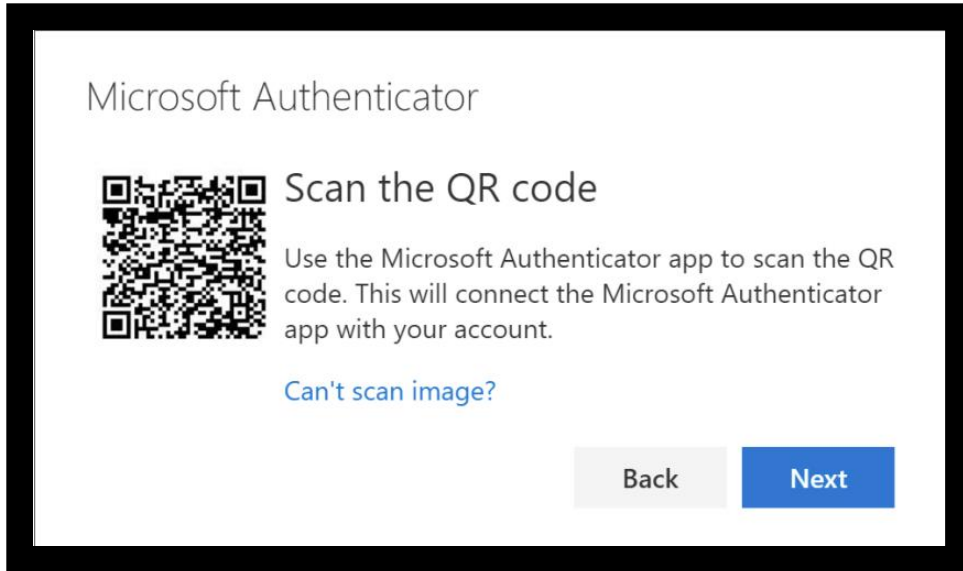 Microsoft Authenticator
Scan the QR code
Use the Microsoft Authenticator app to scan the QR
code. This will connect the Microsoft Authenticator
app with your account.
Can't scan image?
Back
Next